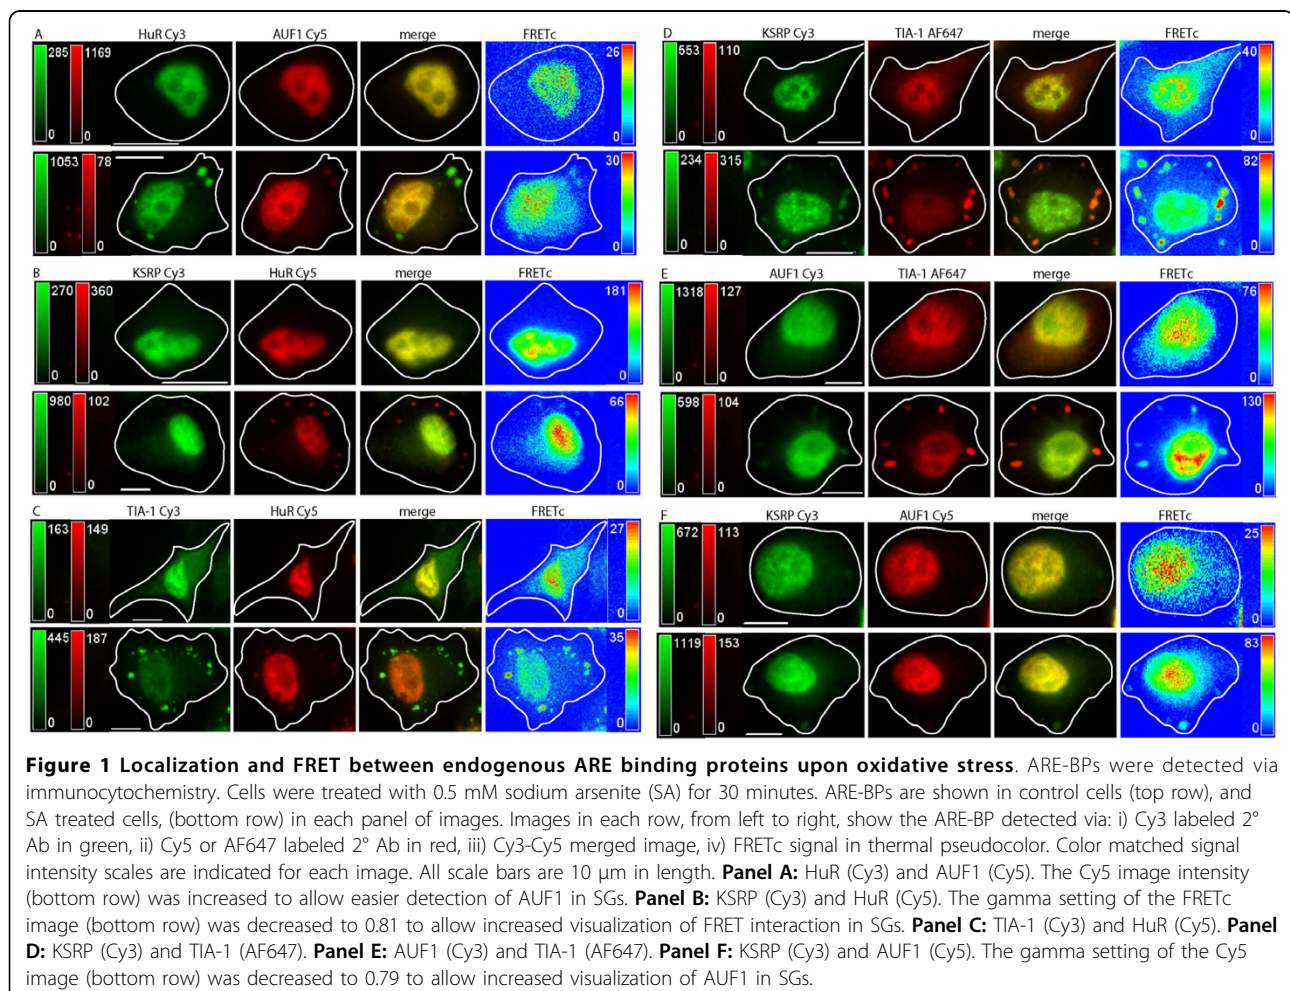 A HuR Cy3 AUF1 Cy5 merge FRETc
285 1169 26
0 0 0
1053 78 30
0 0 0
B KSRP Cy3 HuR Cy5 merge FRETc
270 360 181
0 0 0
980 102 66
0 0 0
C TIA-1 Cy3 HuR Cy5 merge FRETc
163 149 27
0 0 0
445 187 35
0 0 0
D KSRP Cy3 TIA-1 AF647 merge FRETc
553 110 40
0 0 0
234 315 82
0 0 0
E AUF1 Cy3 TIA-1 AF647 merge FRETc
1318 127 76
0 0 0
598 104 130
0 0 0
F KSRP Cy3 AUF1 Cy5 merge FRETc
672 113 25
0 0 0
1119 153 83
0 0 0
Figure 1 Localization and FRET between endogenous ARE binding proteins upon oxidative stress. ARE-BPs were detected via
immunocytochemistry. Cells were treated with 0.5 mM sodium arsenite (SA) for 30 minutes. ARE-BPs are shown in control cells (top row), and
SA treated cells, (bottom row) in each panel of images. Images in each row, from left to right, show the ARE-BP detected via: i) Cy3 labeled 2°
Ab in green, ii) Cy5 or AF647 labeled 2° Ab in red, iii) Cy3-Cy5 merged image, iv) FRETc signal in thermal pseudocolor. Color matched signal
intensity scales are indicated for each image. All scale bars are 10 μm in length. Panel A: HuR (Cy3) and AUF1 (Cy5). The Cy5 image intensity
(bottom row) was increased to allow easier detection of AUF1 in SGs. Panel B: KSRP (Cy3) and HuR (Cy5). The gamma setting of the FRETc
image (bottom row) was decreased to 0.81 to allow increased visualization of FRET interaction in SGs. Panel C: TIA-1 (Cy3) and HuR (Cy5). Panel
D: KSRP (Cy3) and TIA-1 (AF647). Panel E: AUF1 (Cy3) and TIA-1 (AF647). Panel F: KSRP (Cy3) and AUF1 (Cy5). The gamma setting of the Cy5
image (bottom row) was decreased to 0.79 to allow increased visualization of AUF1 in SGs.